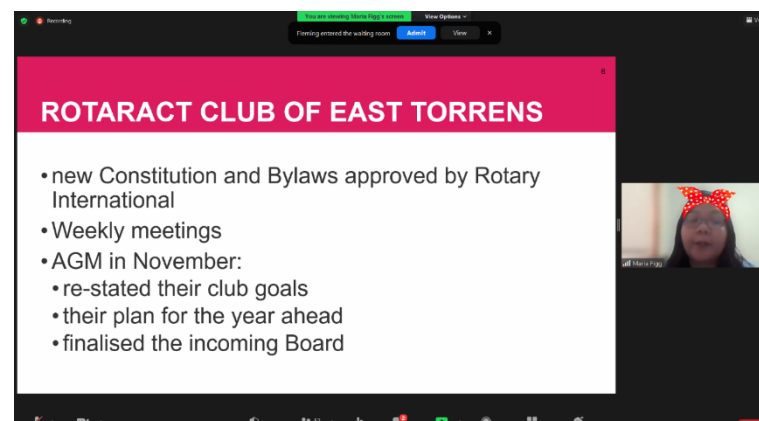 Recording
You are viewing Maria Figg's screen
View Options
Fleming entered the waiting room
Admit
View
6
ROTARACT CLUB OF EAST TORRENS
• new Constitution and Bylaws approved by Rotary
International
• Weekly meetings
• AGM in November:
• re-stated their club goals
• their plan for the year ahead
• finalised the incoming Board
Maria Figg
2